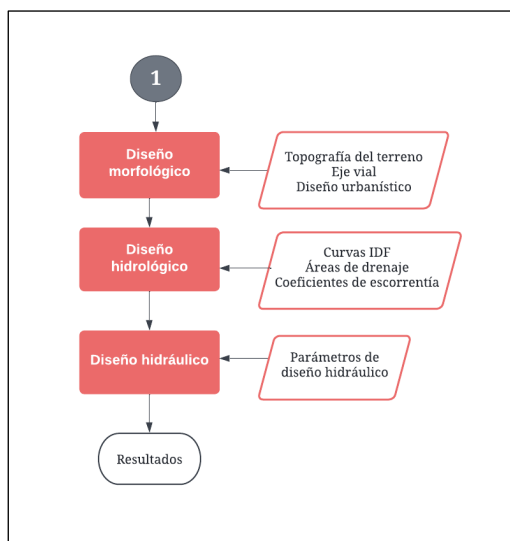 1
Diseño
morfológico
Topografía del terreno
Eje vial
Diseño urbanístico
Diseño
hidrológico
Curvas IDF
Áreas de drenaje
Coeficientes de escorrentía
Diseño hidráulico
Parámetros de
diseño hidráulico
Resultados